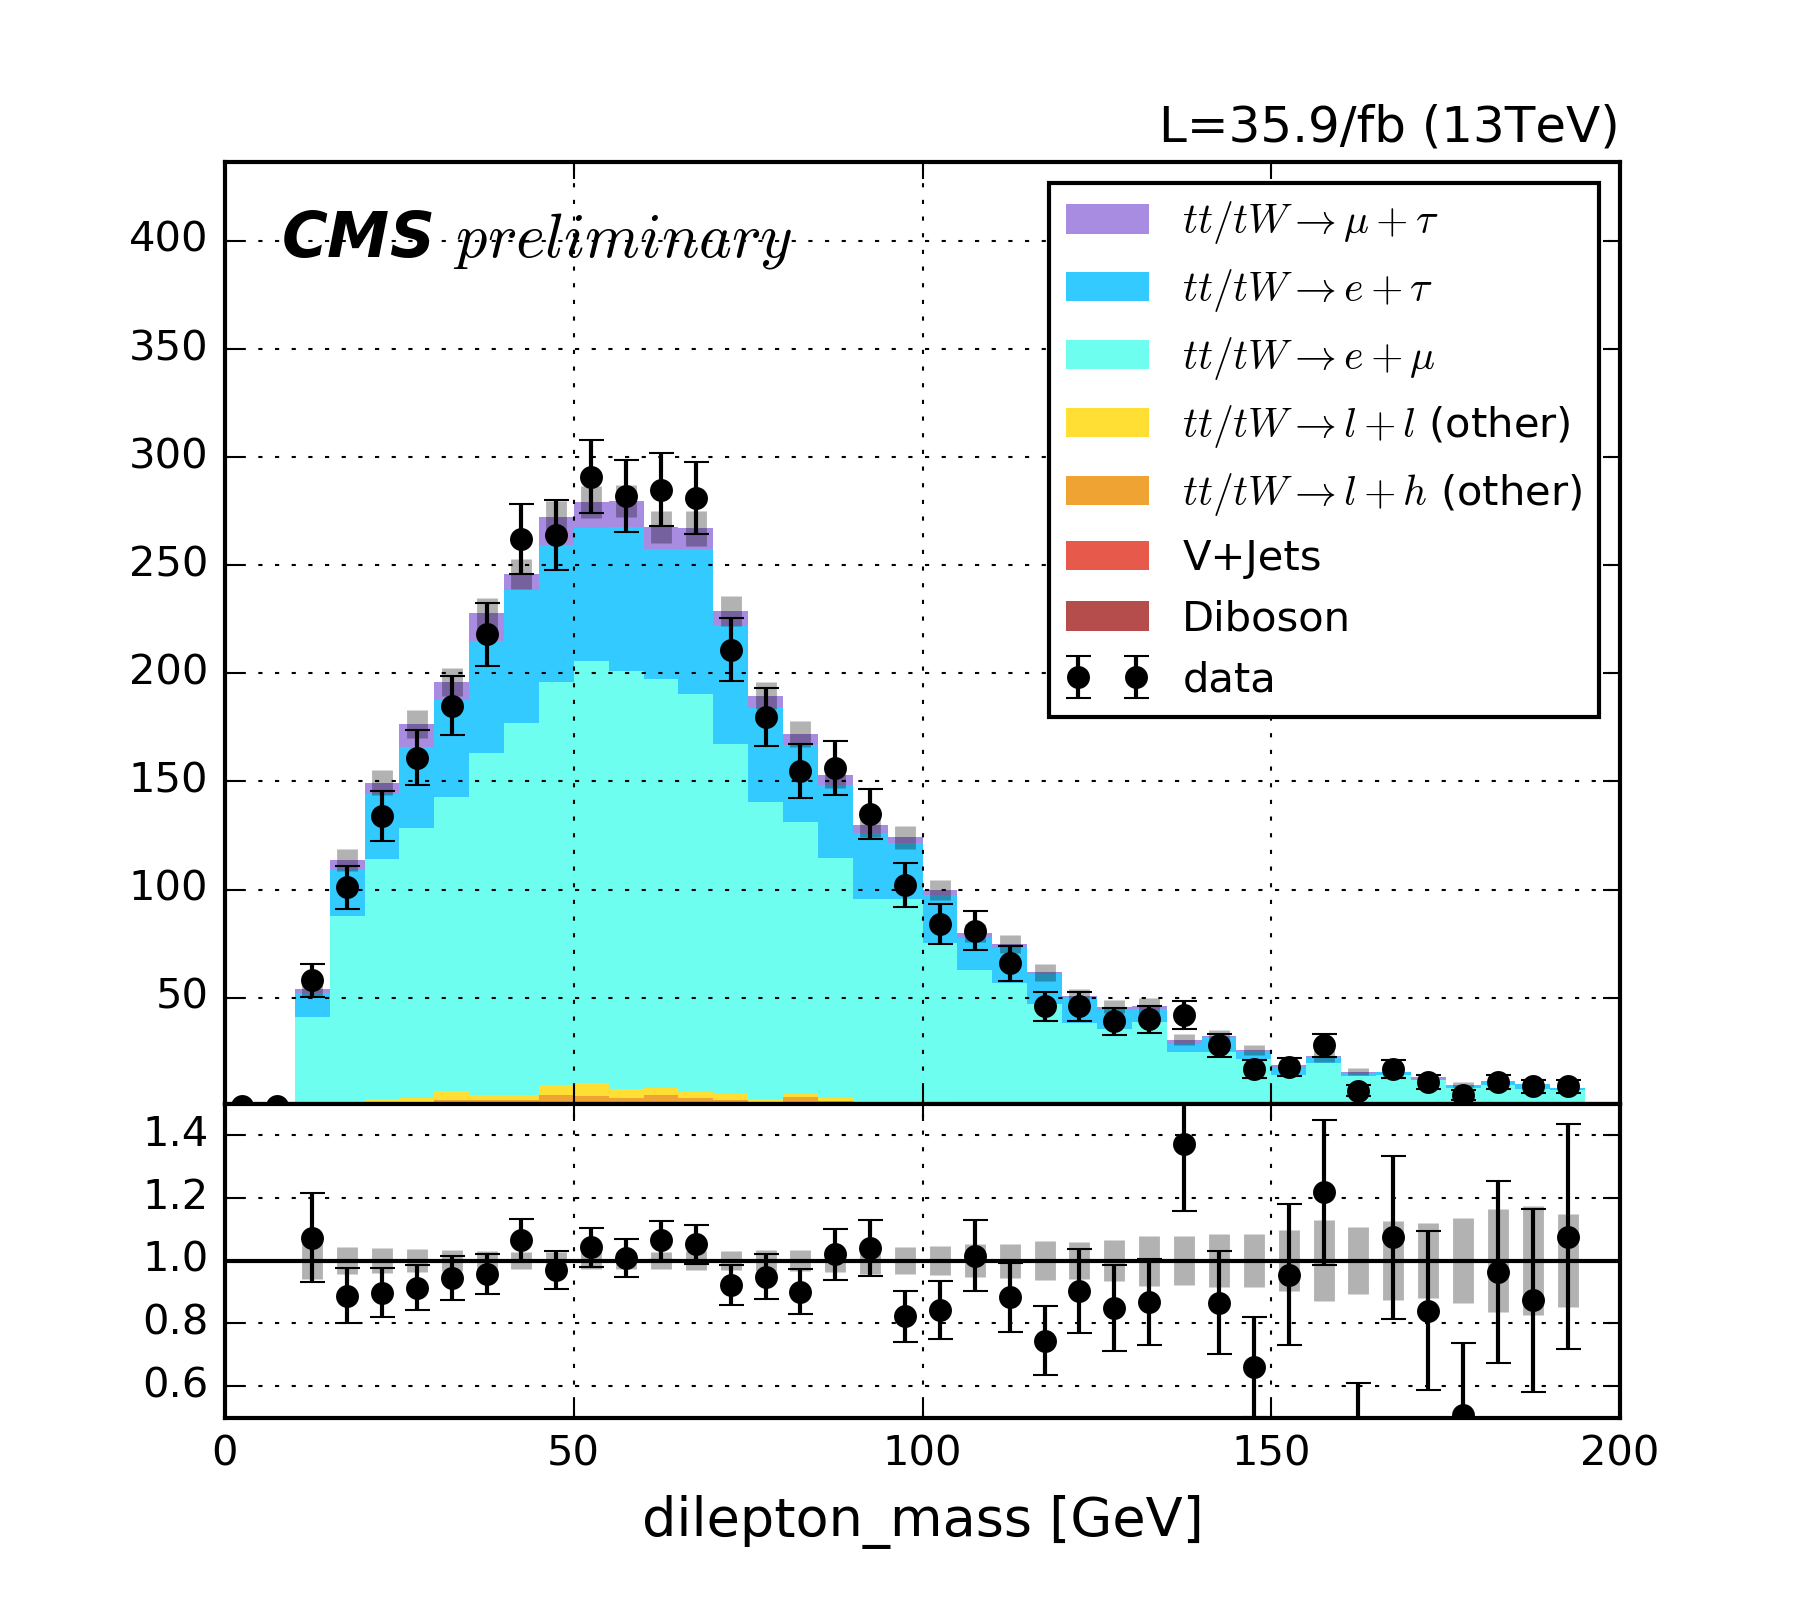 L=35.9/fb (13TeV)
CMS preliminary
400
350
300
250
200
150
100
50
tt/tW→μ + τ
tt/tW→e + τ
tt/tW→e + μ
tt/tW→l + l (other)
tt/tW→l + h (other)
V+Jets
Diboson
data
1.4
1.2
1.0
0.8
0.6
0 50 100 150 200
dilepton_mass [GeV]